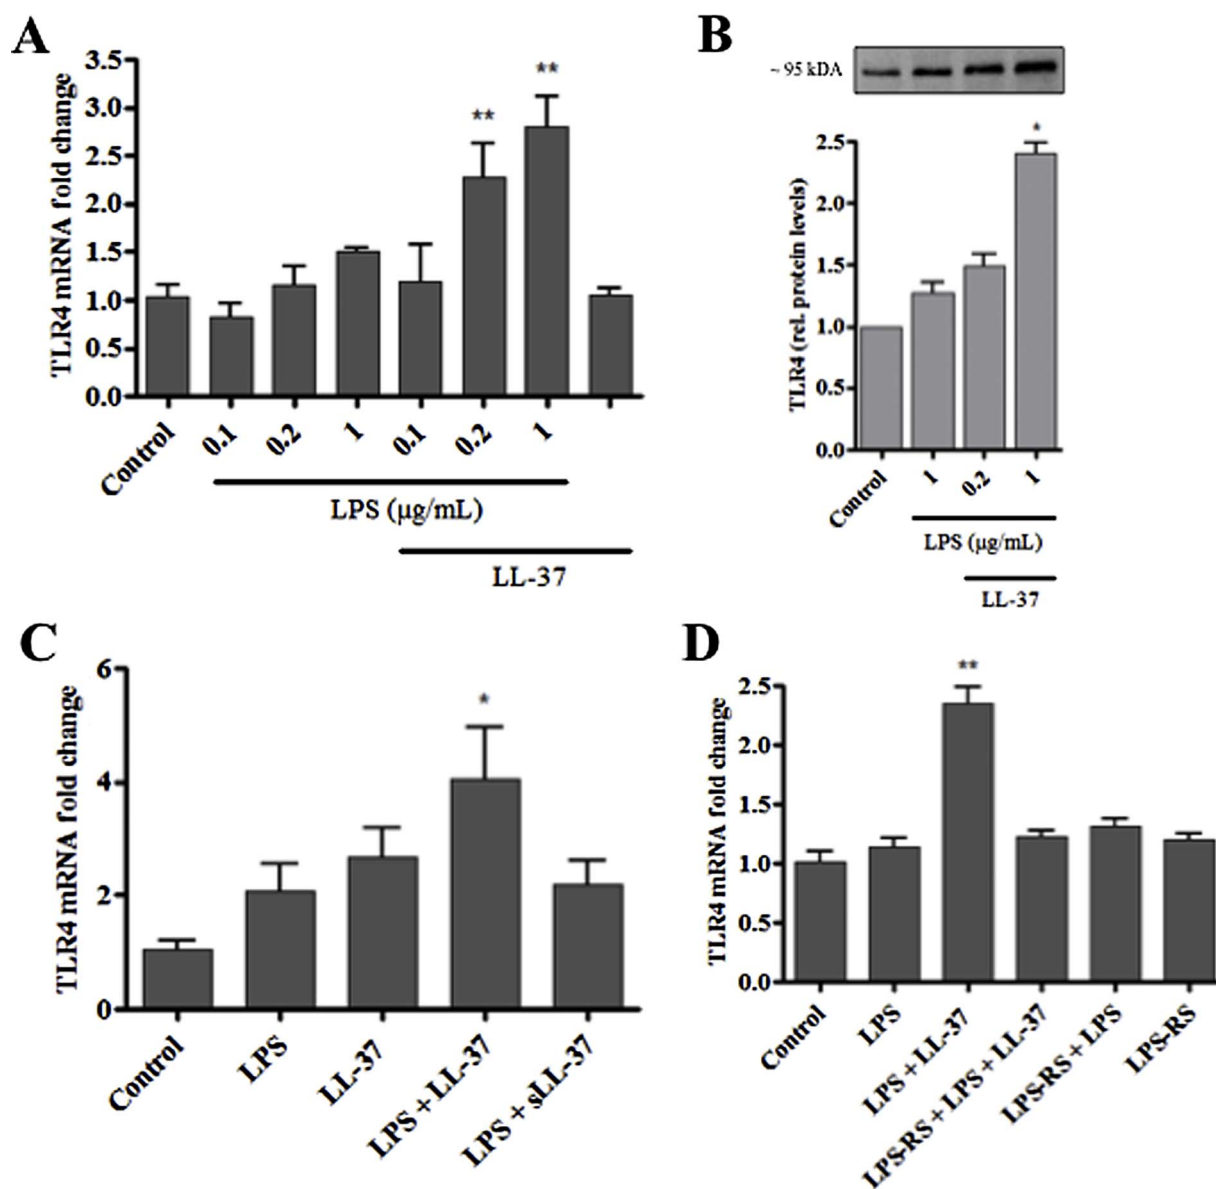 A
TLR4 mRNA fold change
3.5
3.0
2.5
2.0
1.5
1.0
0.5
0.0
**
**
Control
0.1
0.2
1
0.1
0.2
1
LPS (μg/mL)
LL-37
B
~ 95 kDA
TLR4 (rel. protein levels)
2.5
2.0
1.5
1.0
0.5
0.0
*
Control
1
0.2
1
LPS (μg/mL)
LL-37
C
TLR4 mRNA fold change
6
4
2
0
*
Control
LPS
LL-37
LPS + LL-37
LPS + sLL-37
D
TLR4 mRNA fold change
2.5
2.0
1.5
1.0
0.5
0.0
**
Control
LPS
LPS + LL-37
LPS-RS + LPS + LL-37
LPS-RS + LPS
LPS-RS